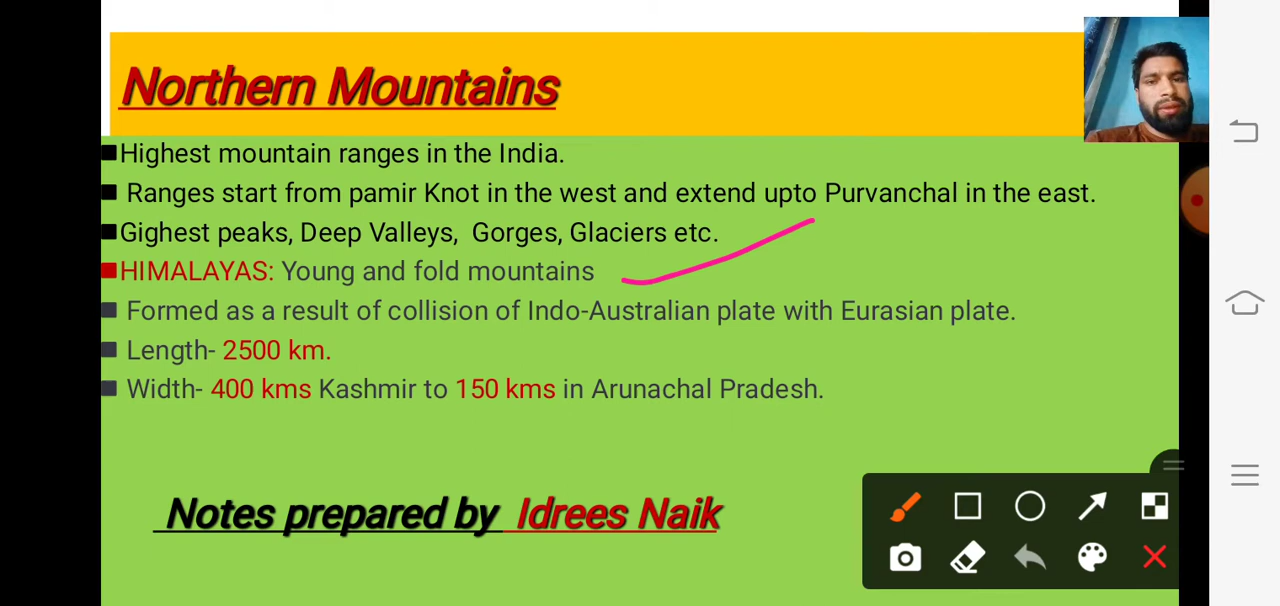 Northern Mountains
Highest mountain ranges in the India.
Ranges start from pamir Knot in the west and extend upto Purvanchal in the east.
Gighest peaks, Deep Valleys, Gorges, Glaciers etc.
HIMALAYAS: Young and fold mountains
Formed as a result of collision of Indo-Australian plate with Eurasian plate.
Length- 2500 km.
Width- 400 kms Kashmir to 150 kms in Arunachal Pradesh.
Notes prepared by Idrees Naik